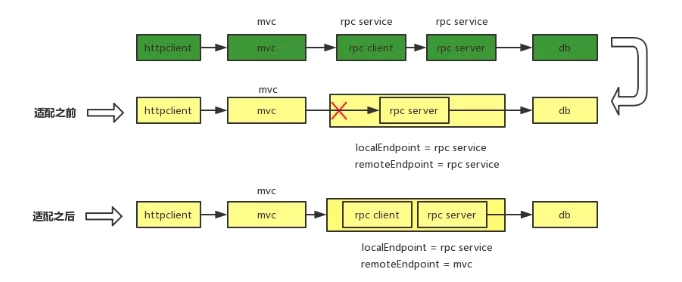 mvc rpc service rpc service
httpclient mvc rpc client rpc server db
mvc
适配之前 httpclient mvc rpc server db
localEndpoint = rpc service
remoteEndpoint = rpc service
mvc
适配之后 httpclient mvc rpc client rpc server db
localEndpoint = rpc service
remoteEndpoint = mvc